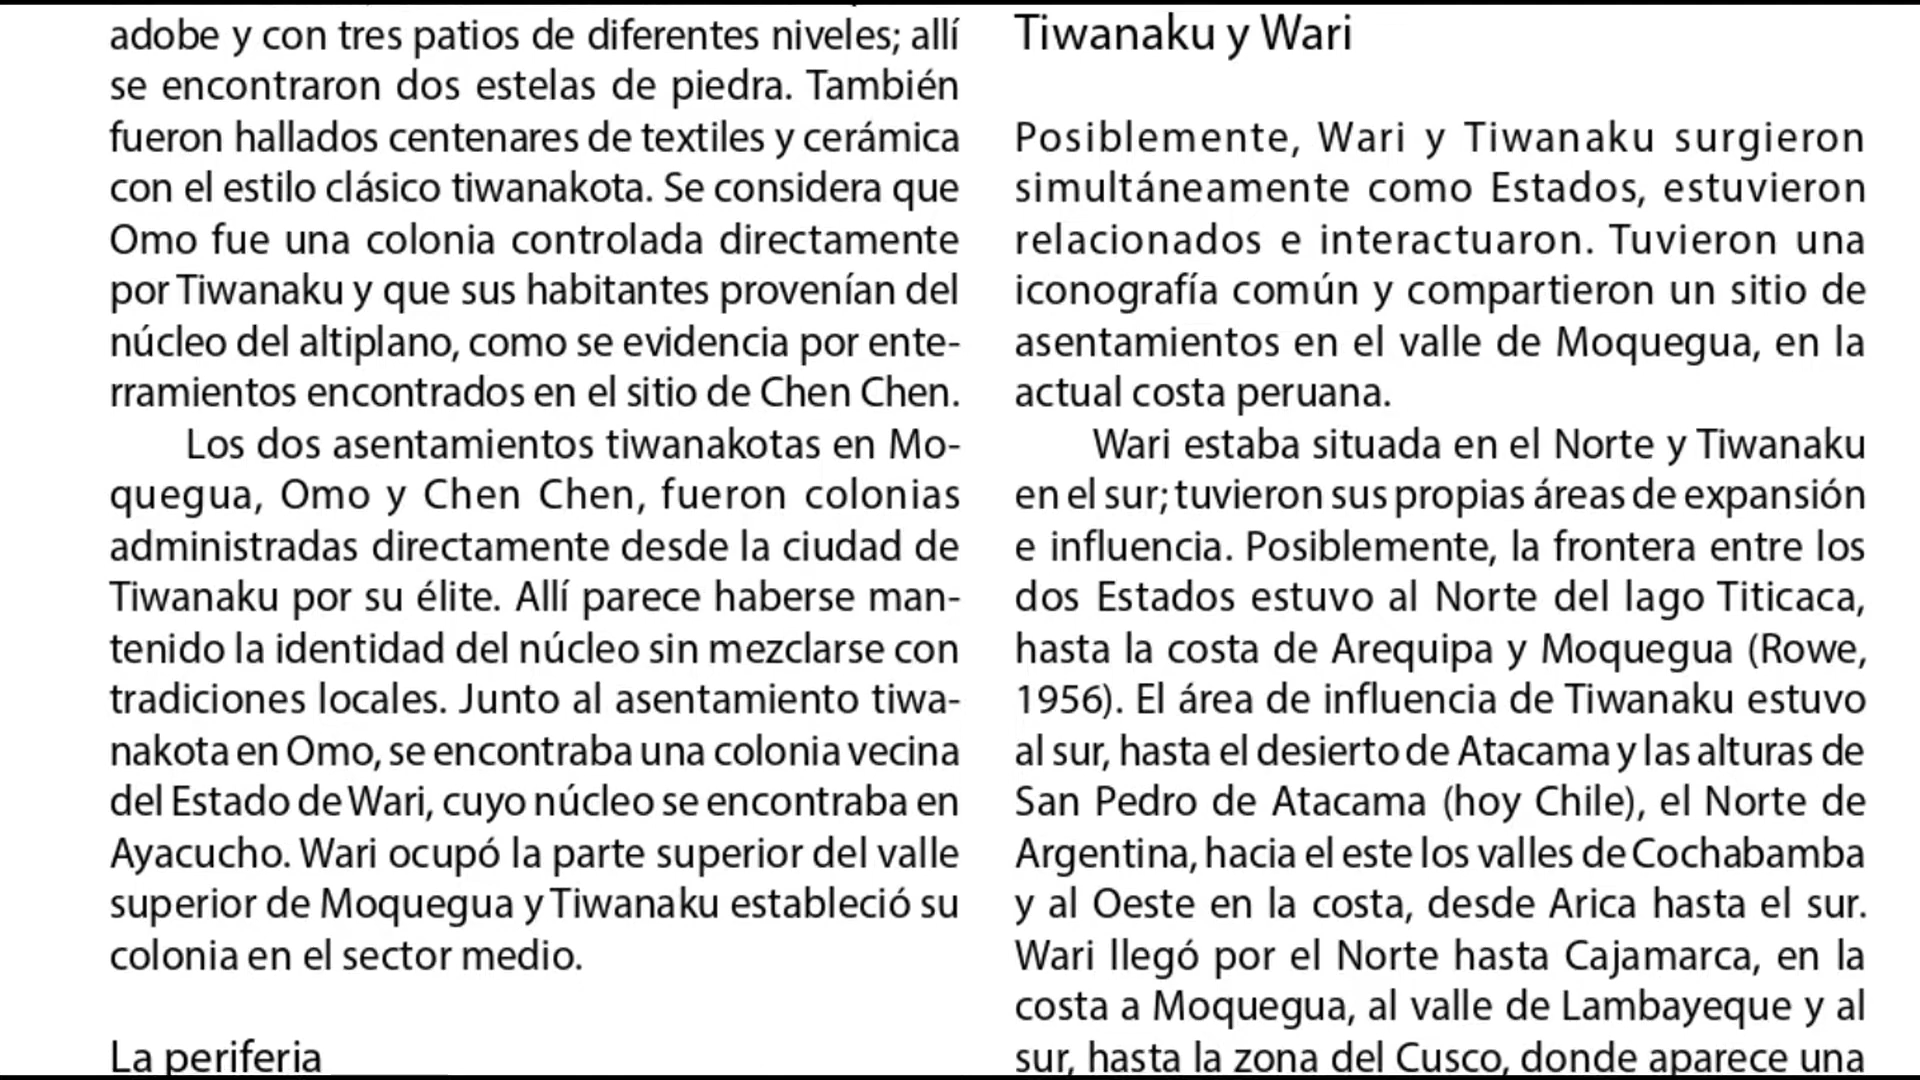 adobe y con tres patios de diferentes niveles; allí
se encontraron dos estelas de piedra. También
fueron hallados centenares de textiles y cerámica
con el estilo clásico tiwanakota. Se considera que
Omo fue una colonia controlada directamente
por Tiwanaku y que sus habitantes provenían del
núcleo del altiplano, como se evidencia por ente-
rramientos encontrados en el sitio de Chen Chen.
Los dos asentamientos tiwanakotas en Mo-
quegua, Omo y Chen Chen, fueron colonias
administradas directamente desde la ciudad de
Tiwanaku por su élite. Allí parece haberse man-
tenido la identidad del núcleo sin mezclarse con
tradiciones locales. Junto al asentamiento tiwa-
nakota en Omo, se encontraba una colonia vecina
del Estado de Wari, cuyo núcleo se encontraba en
Ayacucho. Wari ocupó la parte superior del valle
superior de Moquegua y Tiwanaku estableció su
colonia en el sector medio.
La periferia
Tiwanaku y Wari
Posiblemente, Wari y Tiwanaku surgieron
simultáneamente como Estados, estuvieron
relacionados e interactuaron. Tuvieron una
iconografía común y compartieron un sitio de
asentamientos en el valle de Moquegua, en la
actual costa peruana.
Wari estaba situada en el Norte y Tiwanaku
en el sur; tuvieron sus propias áreas de expansión
e influencia. Posiblemente, la frontera entre los
dos Estados estuvo al Norte del lago Titicaca,
hasta la costa de Arequipa y Moquegua (Rowe,
1956). El área de influencia de Tiwanaku estuvo
al sur, hasta el desierto de Atacama y las alturas de
San Pedro de Atacama (hoy Chile), el Norte de
Argentina, hacia el este los valles de Cochabamba
y al Oeste en la costa, desde Arica hasta el sur.
Wari llegó por el Norte hasta Cajamarca, en la
costa a Moquegua, al valle de Lambayeque y al
sur, hasta la zona del Cusco, donde aparece una